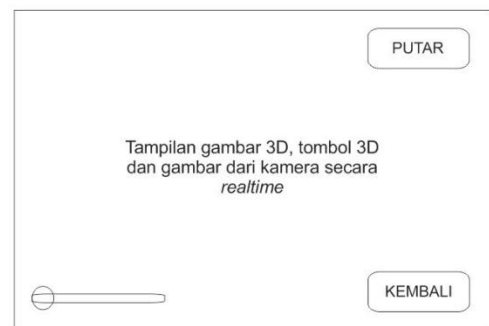 PUTAR
Tampilan gambar 3D, tombol 3D
dan gambar dari kamera secara
realtime
KEMBALI